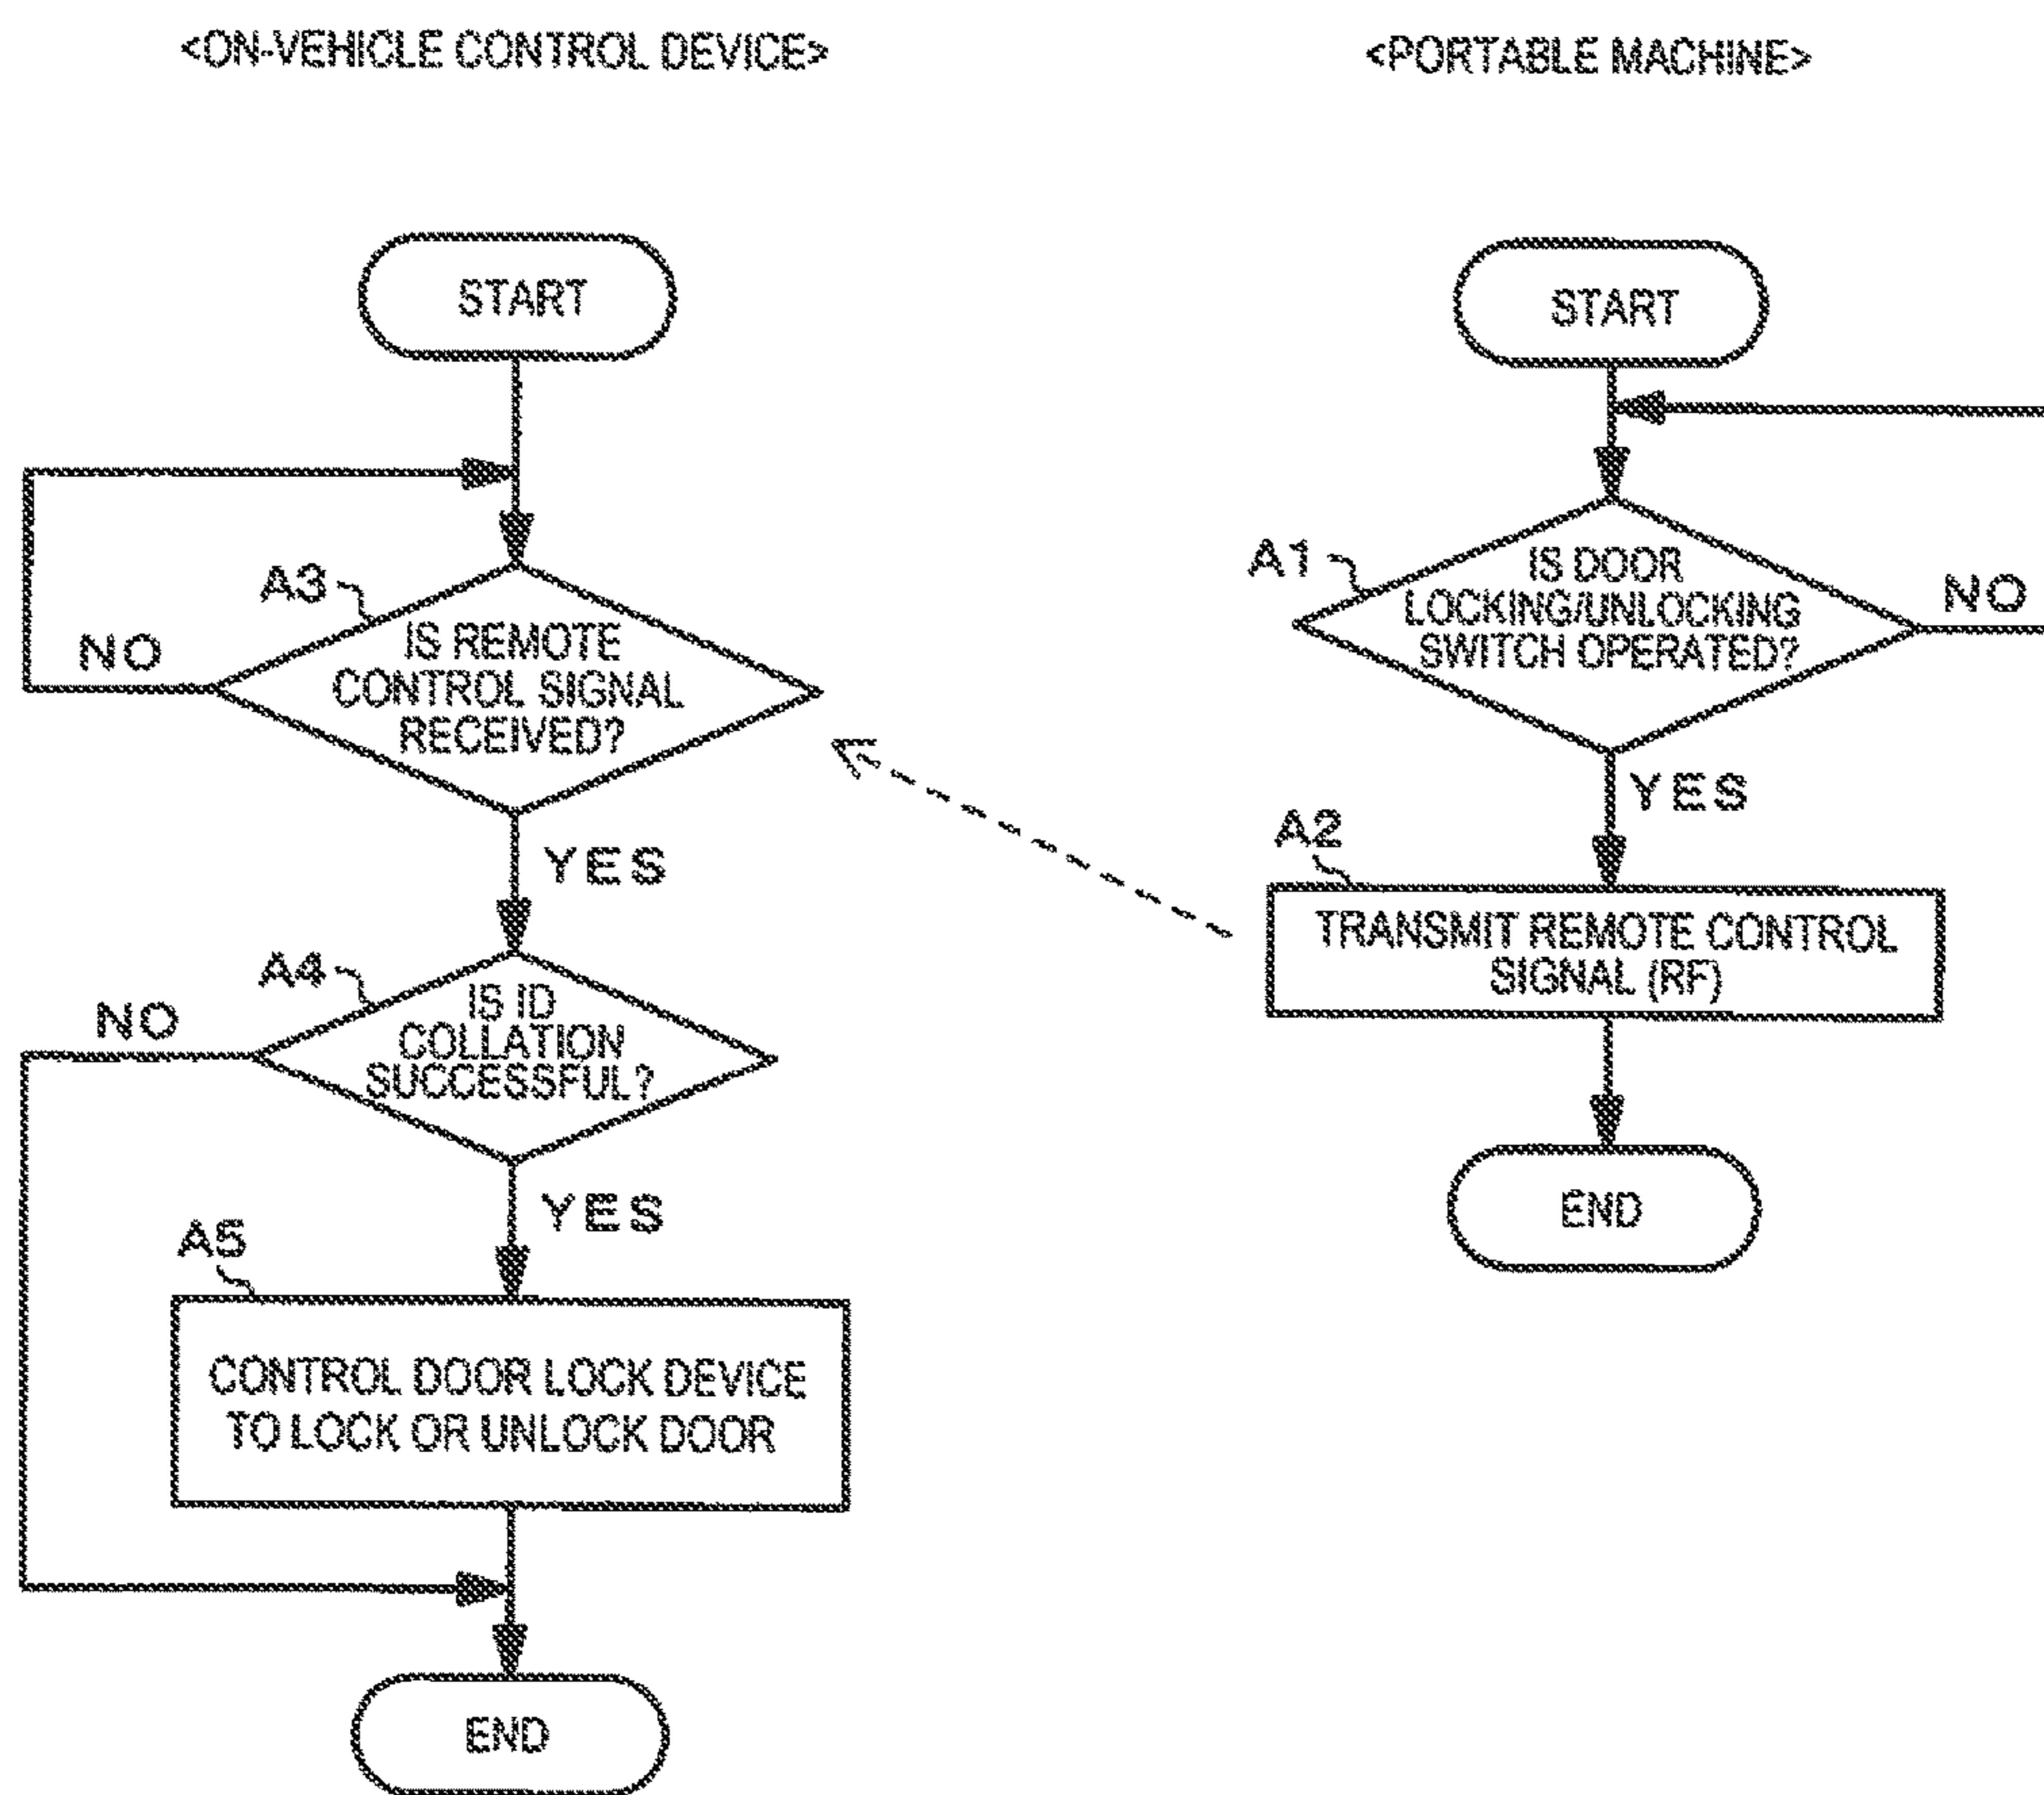 <ON-VEHICLE CONTROL DEVICE>
START
A3
NO
IS REMOTE
CONTROL SIGNAL
RECEIVED?
YES
A4
NO
IS ID
COLLATION
SUCCESSFUL?
YES
A5
CONTROL DOOR LOCK DEVICE
TO LOCK OR UNLOCK DOOR
END
<PORTABLE MACHINE>
START
A1
IS DOOR
LOCKING/UNLOCKING
SWITCH OPERATED?
NO
YES
A2
TRANSMIT REMOTE CONTROL
SIGNAL (RF)
END